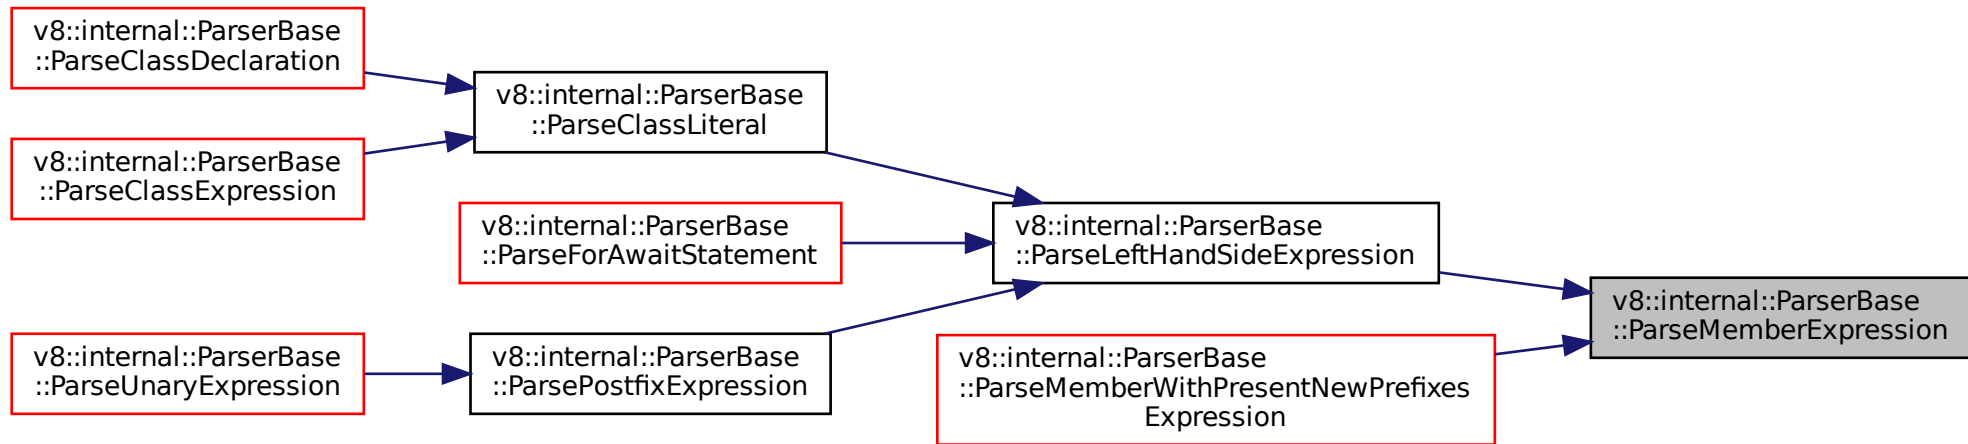 v8::internal::ParserBase
::ParseClassDeclaration
v8::internal::ParserBase
::ParseClassExpression
v8::internal::ParserBase
::ParseUnaryExpression
v8::internal::ParserBase
::ParseClassLiteral
v8::internal::ParserBase
::ParseForAwaitStatement
v8::internal::ParserBase
::ParsePostfixExpression
v8::internal::ParserBase
::ParseLeftHandSideExpression
v8::internal::ParserBase
::ParseMemberWithPresentNewPrefixes
Expression
v8::internal::ParserBase
::ParseMemberExpression